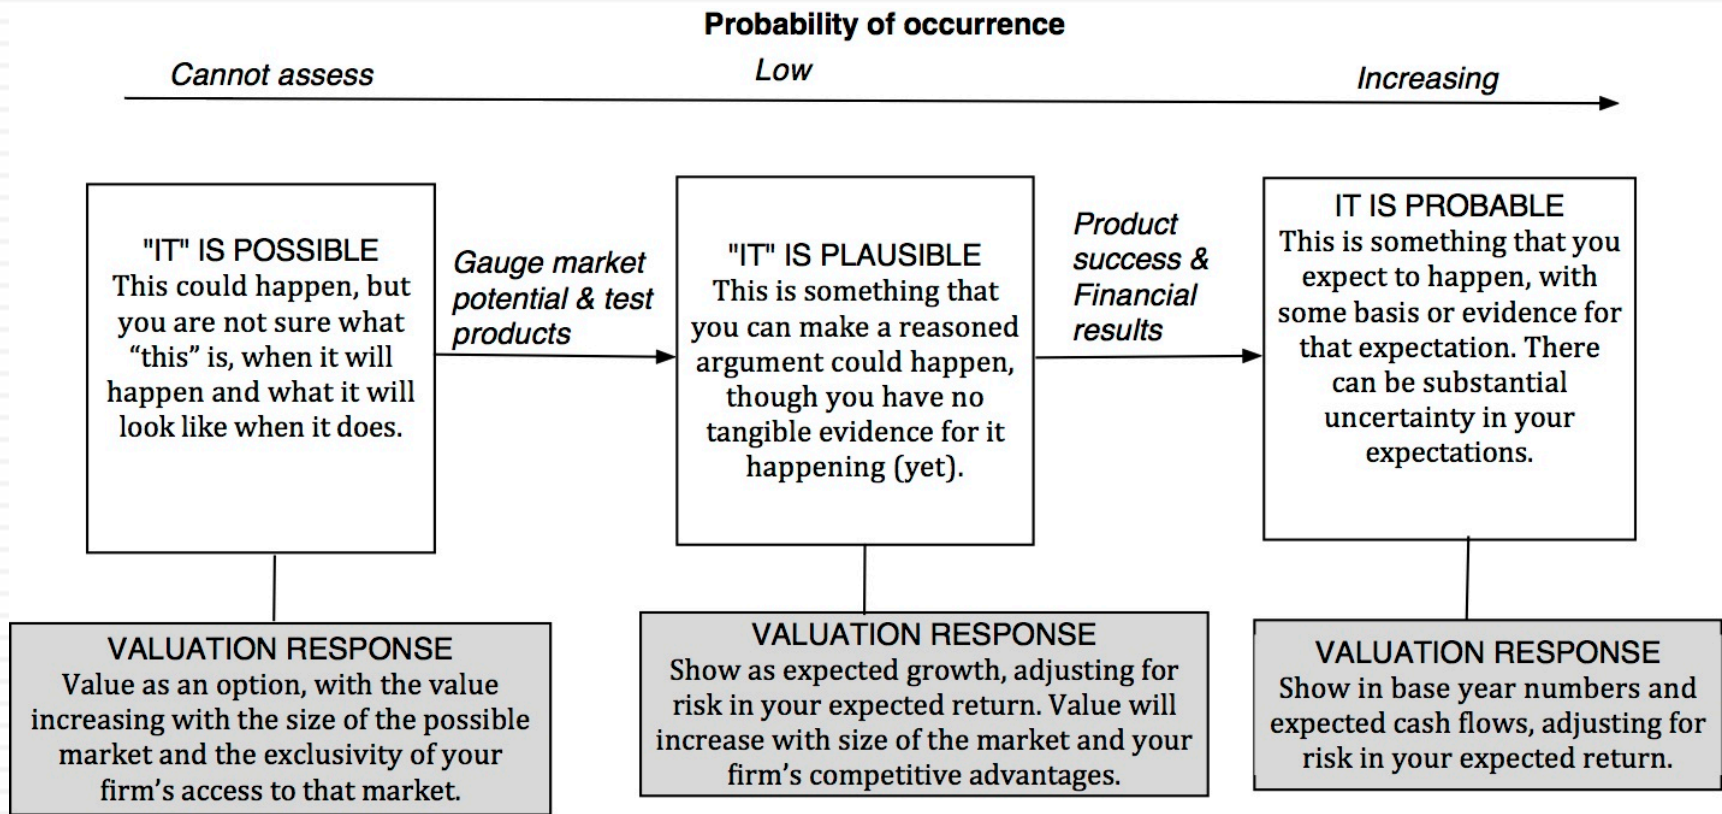 Probability of occurrence
Cannot assess
Low
Increasing
"IT" IS POSSIBLE
This could happen, but
you are not sure what
“this” is, when it will
happen and what it will
look like when it does.
Gauge market
potential & test
products
"IT" IS PLAUSIBLE
This is something that
you can make a reasoned
argument could happen,
though you have no
tangible evidence for it
happening (yet).
Product
success &
Financial
results
IT IS PROBABLE
This is something that you
expect to happen, with
some basis or evidence for
that expectation. There
can be substantial
uncertainty in your
expectations.
VALUATION RESPONSE
Value as an option, with the value
increasing with the size of the possible
market and the exclusivity of your
firm’s access to that market.
VALUATION RESPONSE
Show as expected growth, adjusting for
risk in your expected return. Value will
increase with size of the market and your
firm’s competitive advantages.
VALUATION RESPONSE
Show in base year numbers and
expected cash flows, adjusting for
risk in your expected return.